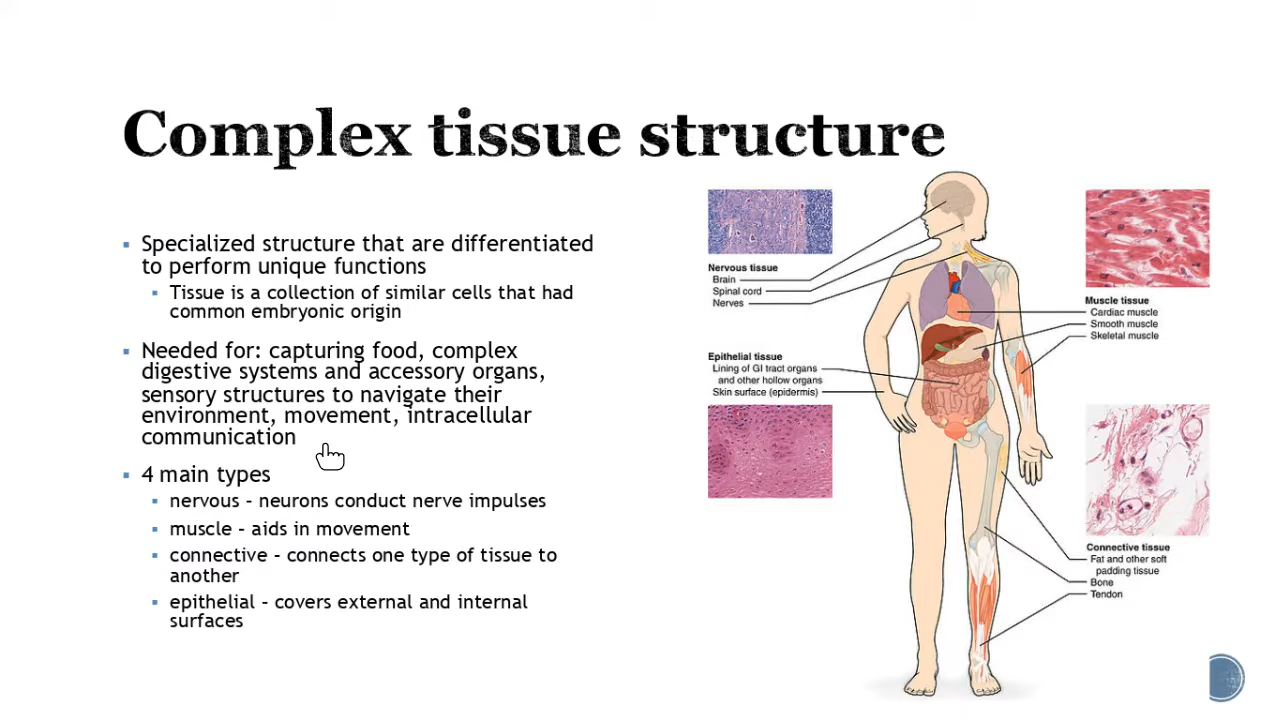 Complex tissue structure
▪ Specialized structure that are differentiated
to perform unique functions
▪ Tissue is a collection of similar cells that had
common embryonic origin
▪ Needed for: capturing food, complex
digestive systems and accessory organs,
sensory structures to navigate their
environment, movement, intracellular
communication
▪ 4 main types
▪ nervous – neurons conduct nerve impulses
▪ muscle – aids in movement
▪ connective – connects one type of tissue to
another
▪ epithelial – covers external and internal
surfaces
Nervous tissue
Brain
Spinal cord
Nerves
Epithelial tissue
Lining of GI tract organs
and other hollow organs
Skin surface (epidermis)
Muscle tissue
Cardiac muscle
Smooth muscle
Skeletal muscle
Connective tissue
Fat and other soft
padding tissue
Bone
Tendon